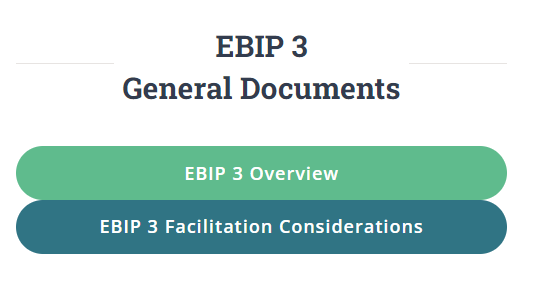 EBIP 3
General Documents
EBIP 3 Overview
EBIP 3 Facilitation Considerations